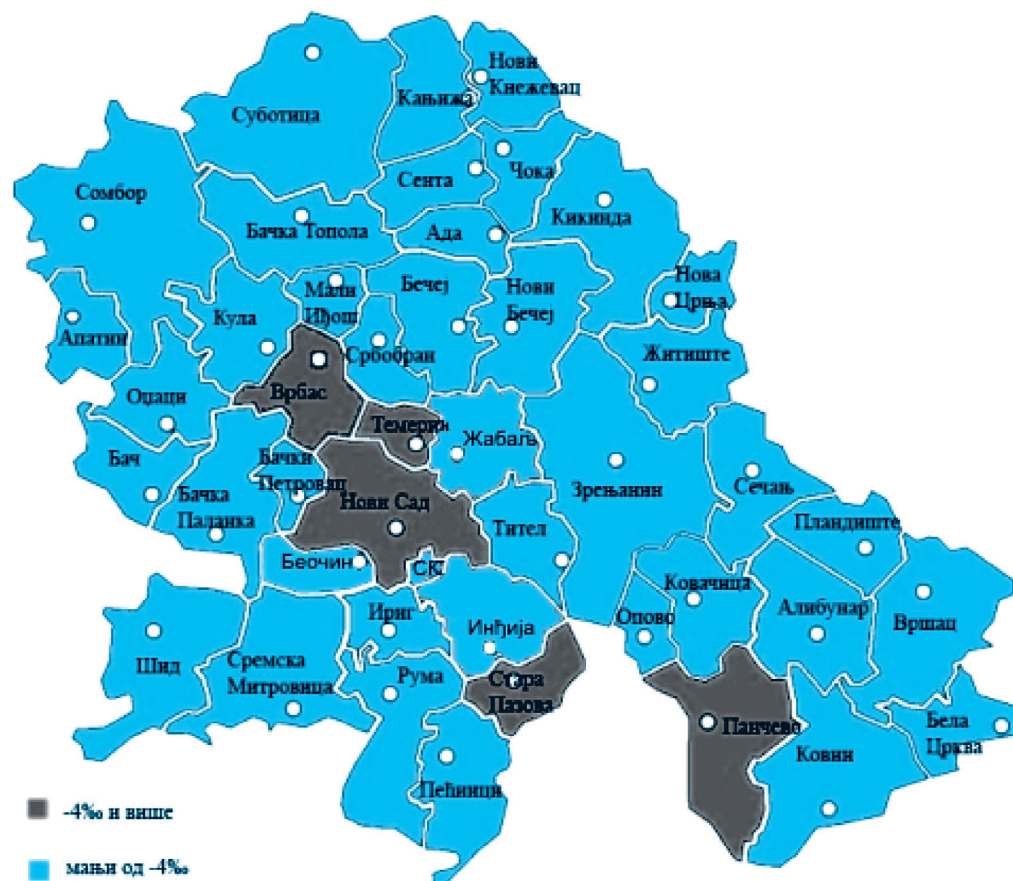 Нови
Кнежевац
Кањижа
Суботица
Чока
Сента
Сомбор
Кикинда
Бачка Топола
Ада
Нова
Црња
Бечеј
Нови
Бечеј
Мали
Иђош
Кула
Апатин
Србобран
Житиште
Врбас
Оџаци
Темерин
Жабаљ
Бач
Бачки
Петровац
Зрењанин
Сечањ
Бачка
Паланка
Нови Сад
Пландиште
Тител
Беочин
СК
Ковачица
Алибунар
Вршац
Опово
Ириг
Инђија
Шид
Сремска
Митровица
Рума
Стара
Пазова
Панчево
Бела
Црква
Ковин
Пећинци
-4‰ и више
мањи од -4‰